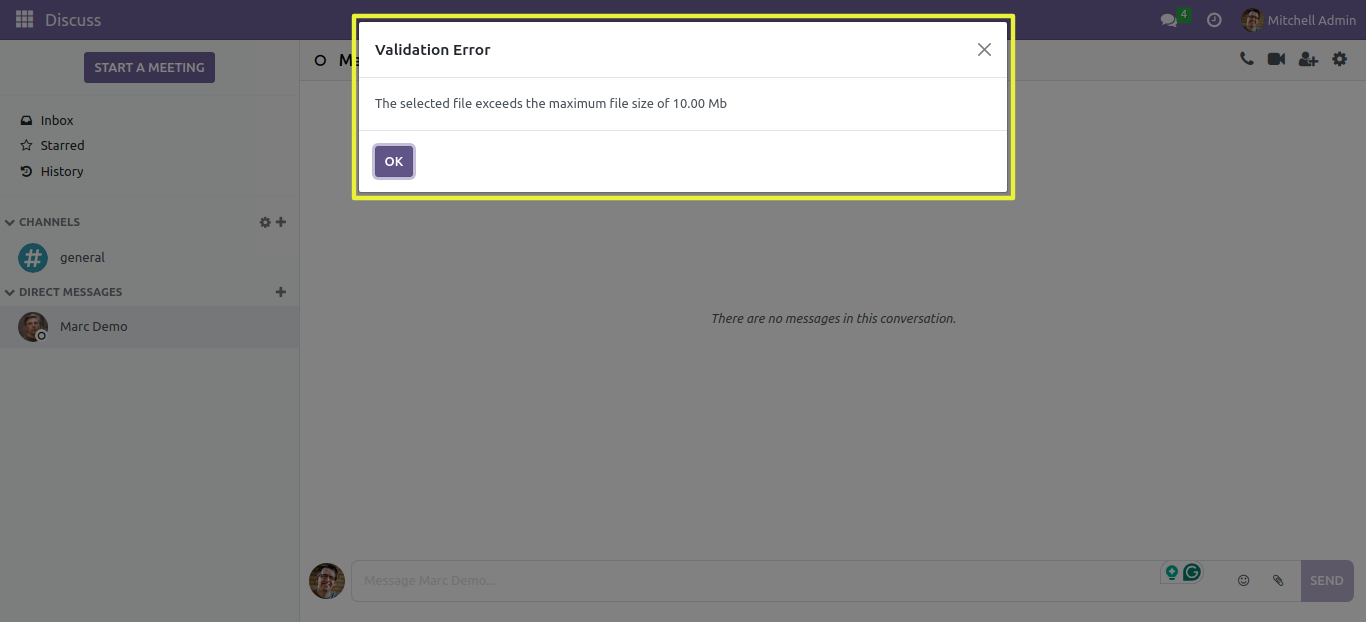 Discuss
4
Mitchell Admin
START A MEETING
Inbox
Starred
History
CHANNELS
general
DIRECT MESSAGES
Marc Demo
Validation Error
The selected file exceeds the maximum file size of 10.00 Mb
OK
There are no messages in this conversation.
Message Marc Demo...
SEND